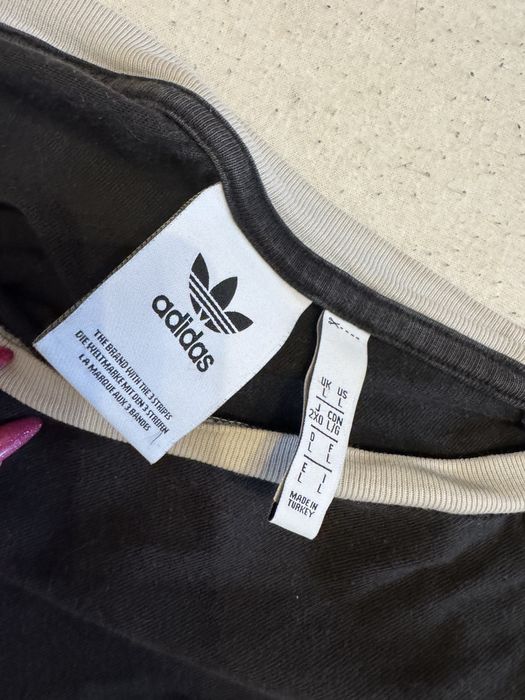 adidas
THE BRAND WITH THE 3 STRIPES
DIE WELTMARKE MIT DEN 3 STREIFEN
LA MARQUE AUX 3 BANDES
UK US
L L
J CDN
2XO L/G
D F
L L
E I
L L
MADE IN
TURKEY